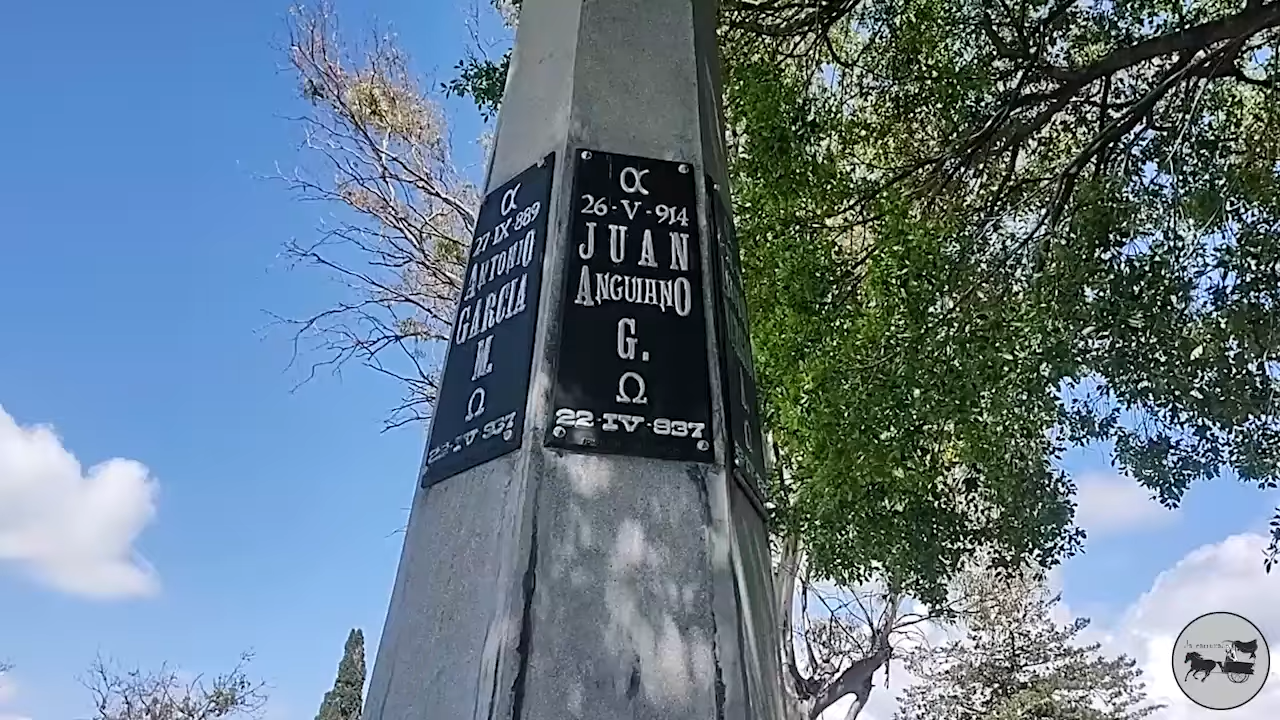 α
27-IX-889
ANTONIO
GARCIA
M.
Ω
22-IV-937
α
26-V-914
JUAN
ANGUIANO
G.
Ω
22-IV-937